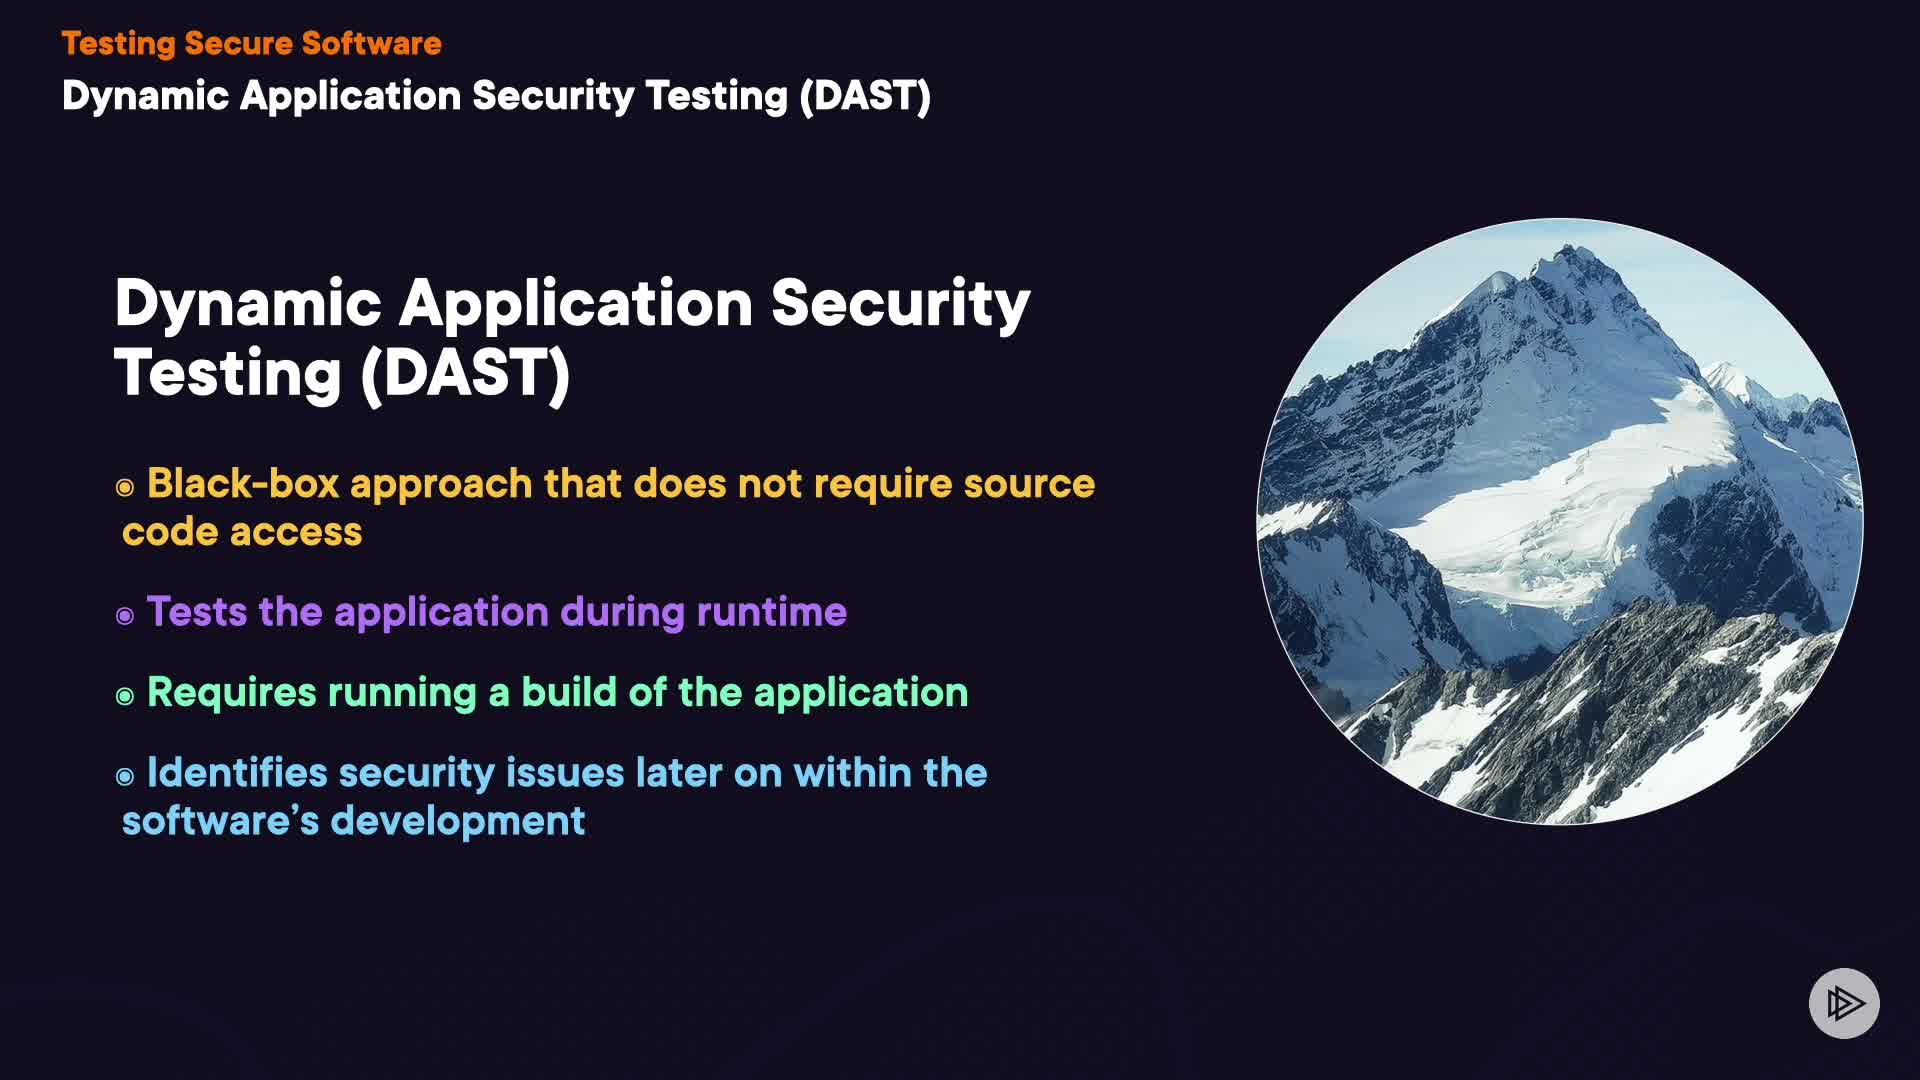 Testing Secure Software
Dynamic Application Security Testing (DAST)
Dynamic Application Security
Testing (DAST)
◉ Black-box approach that does not require source
code access
◉ Tests the application during runtime
◉ Requires running a build of the application
◉ Identifies security issues later on within the
software’s development